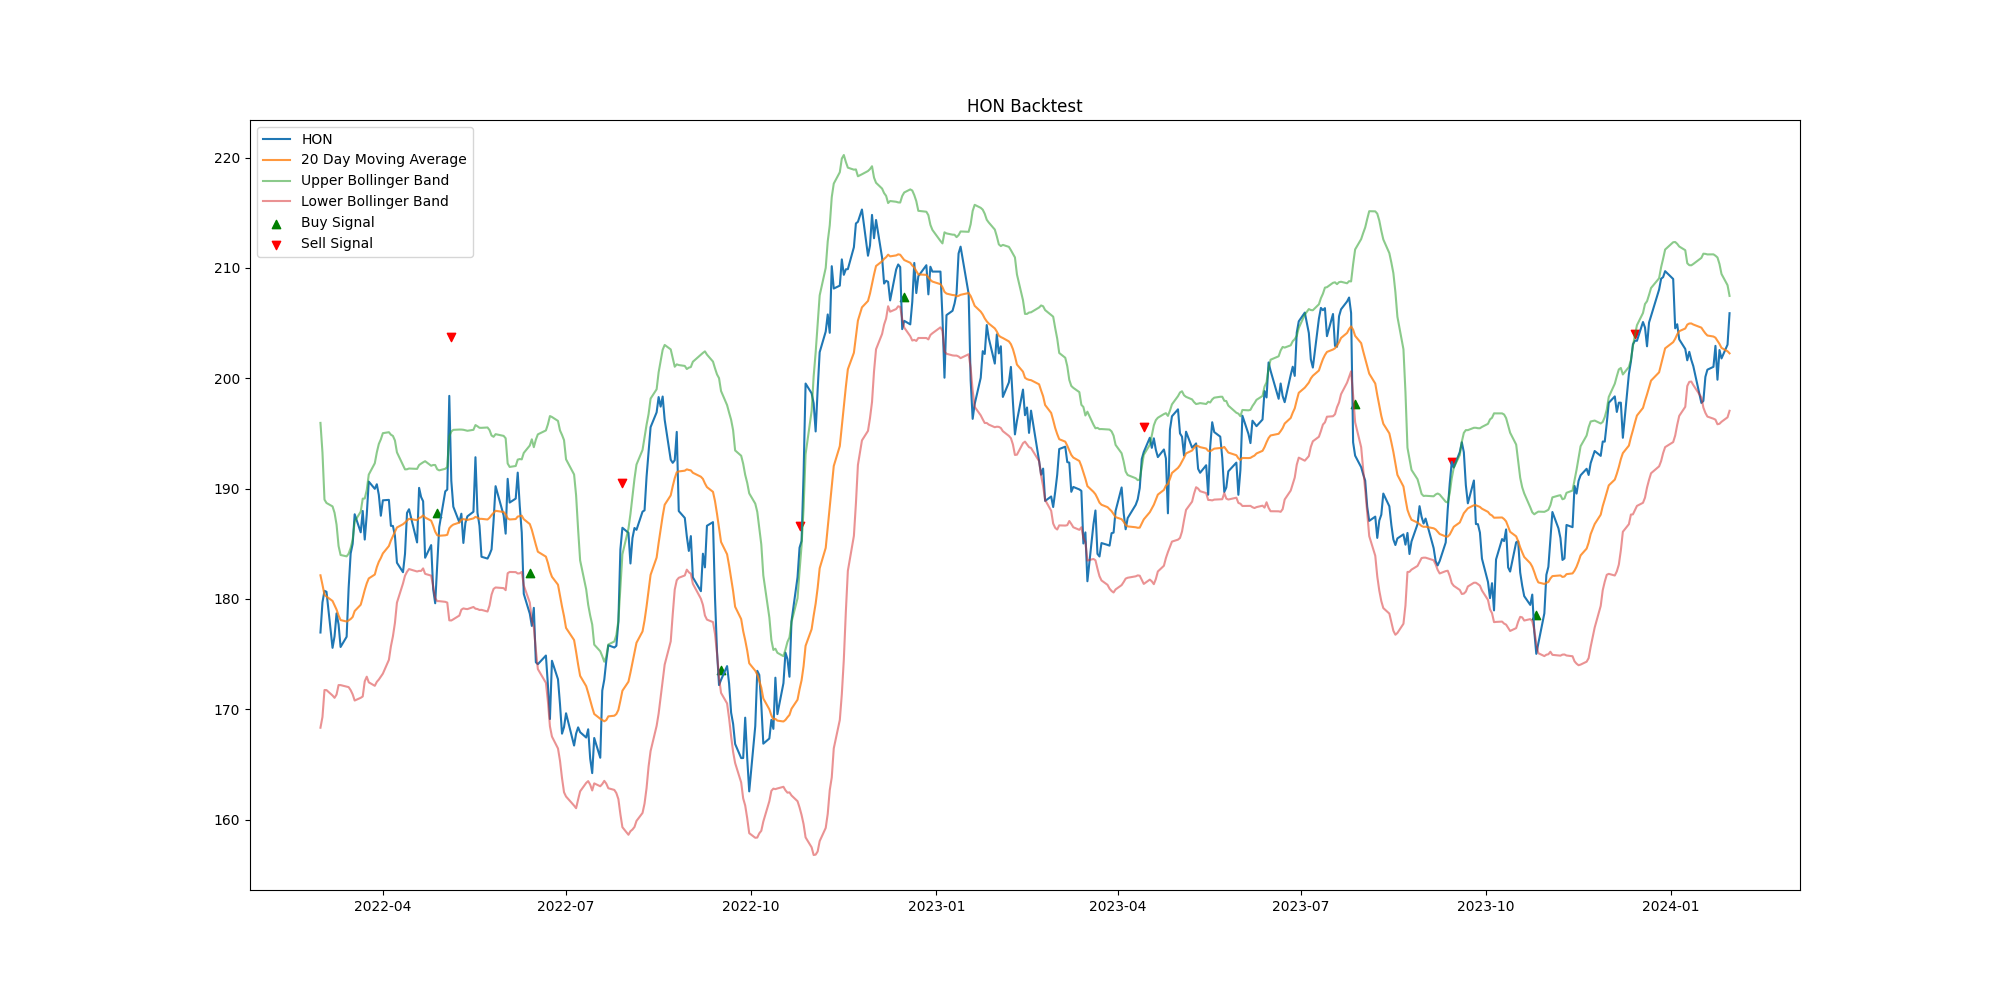 HON Backtest
HON
20 Day Moving Average
Upper Bollinger Band
Lower Bollinger Band
Buy Signal
Sell Signal
220
210
200
190
180
170
160
2022-04
2022-07
2022-10
2023-01
2023-04
2023-07
2023-10
2024-01